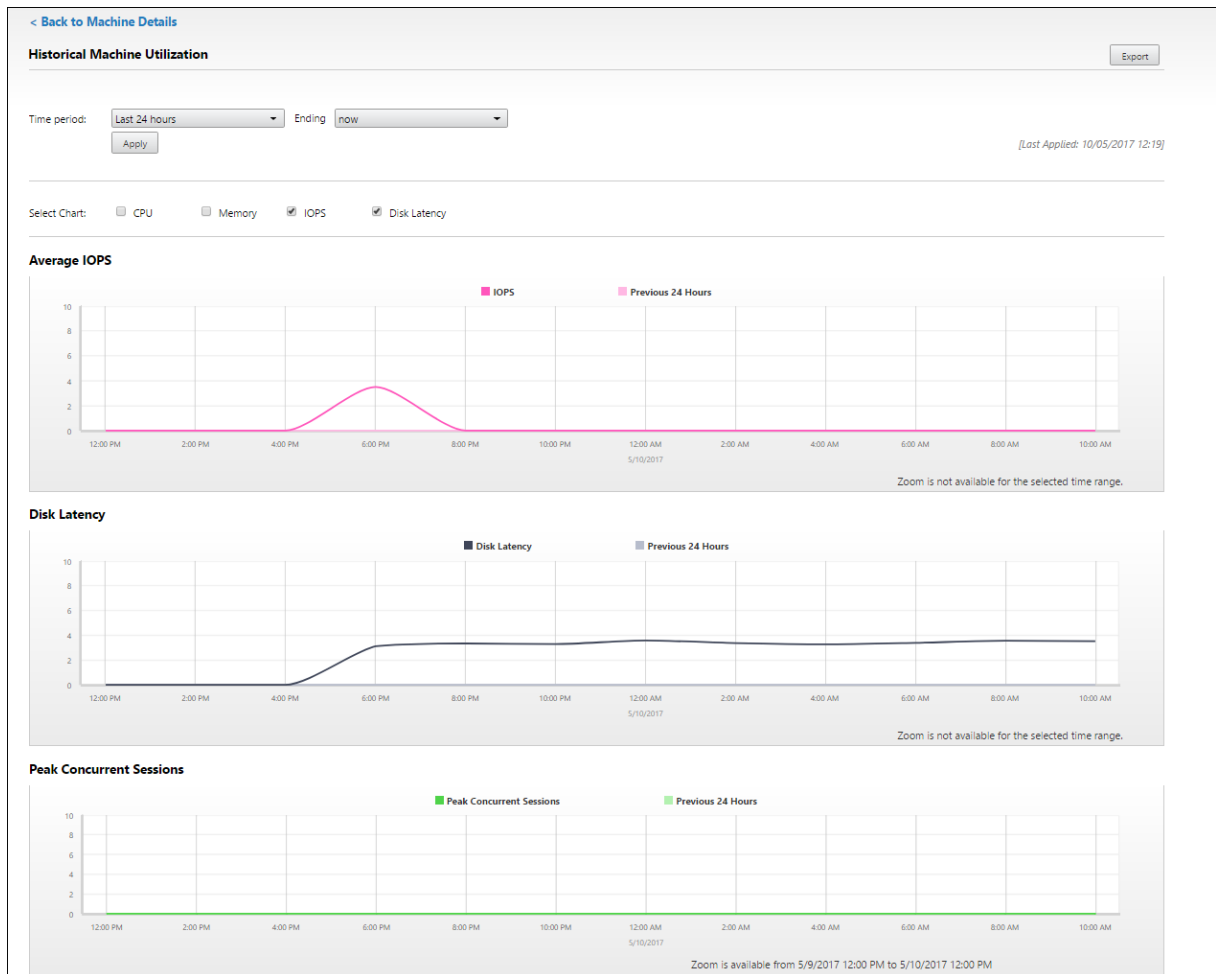 < Back to Machine Details
Historical Machine Utilization
Export
Time period: Last 24 hours Ending now
Apply
[Last Applied: 10/05/2017 12:19]
Select Chart: CPU Memory IOPS Disk Latency
Average IOPS
IOPS Previous 24 Hours
10
8
6
4
2
0
12:00 PM 2:00 PM 4:00 PM 6:00 PM 8:00 PM 10:00 PM 12:00 AM 2:00 AM 4:00 AM 6:00 AM 8:00 AM 10:00 AM
5/10/2017
Zoom is not available for the selected time range.
Disk Latency
Disk Latency Previous 24 Hours
10
8
6
4
2
0
12:00 PM 2:00 PM 4:00 PM 6:00 PM 8:00 PM 10:00 PM 12:00 AM 2:00 AM 4:00 AM 6:00 AM 8:00 AM 10:00 AM
5/10/2017
Zoom is not available for the selected time range.
Peak Concurrent Sessions
Peak Concurrent Sessions Previous 24 Hours
10
8
6
4
2
0
12:00 PM 2:00 PM 4:00 PM 6:00 PM 8:00 PM 10:00 PM 12:00 AM 2:00 AM 4:00 AM 6:00 AM 8:00 AM 10:00 AM
5/10/2017
Zoom is available from 5/9/2017 12:00 PM to 5/10/2017 12:00 PM